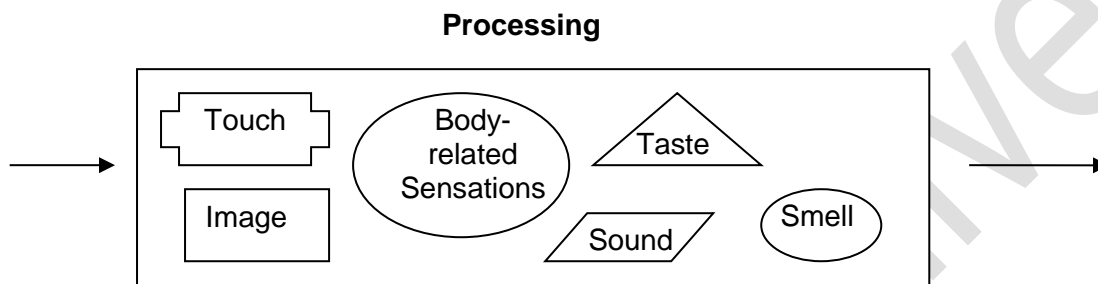 Processing
Touch
Body-
related
Sensations
Taste
Image
Sound
Smell